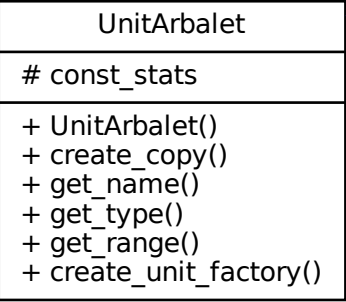 UnitArbalet
# const_stats
+ UnitArbalet()
+ create_copy()
+ get_name()
+ get_type()
+ get_range()
+ create_unit_factory()